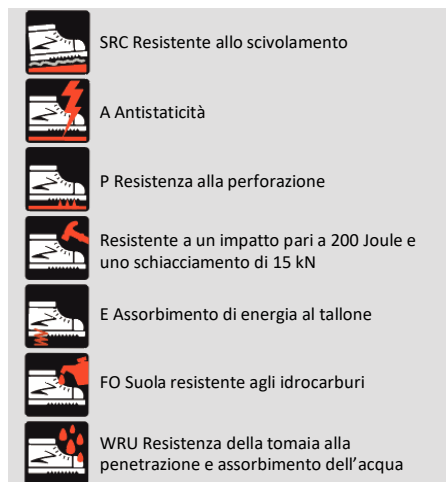 SRC Resistente allo scivolamento
A Antistaticità
P Resistenza alla perforazione
Resistente a un impatto pari a 200 Joule e
uno schiacciamento di 15 kN
E Assorbimento di energia al tallone
FO Suola resistente agli idrocarburi
WRU Resistenza della tomaia alla
penetrazione e assorbimento dell’acqua